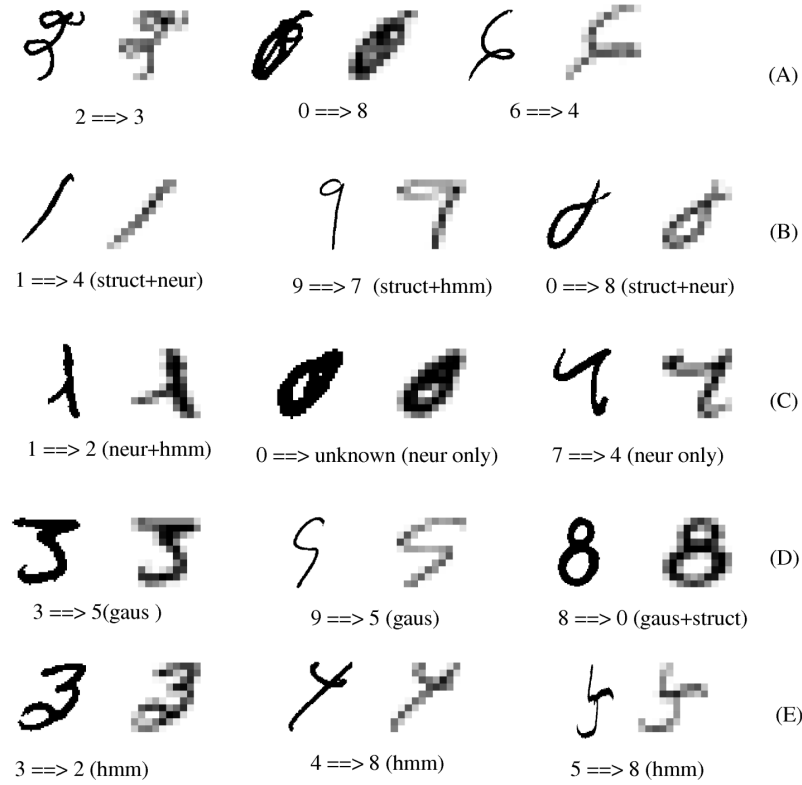 (A)
2 ==> 3 0 ==> 8 6 ==> 4
(B)
1 ==> 4 (struct+neur) 9 ==> 7 (struct+hmm) 0 ==> 8 (struct+neur)
(C)
1 ==> 2 (neur+hmm) 0 ==> unknown (neur only) 7 ==> 4 (neur only)
(D)
3 ==> 5(gaus ) 9 ==> 5 (gaus) 8 ==> 0 (gaus+struct)
(E)
3 ==> 2 (hmm) 4 ==> 8 (hmm) 5 ==> 8 (hmm)